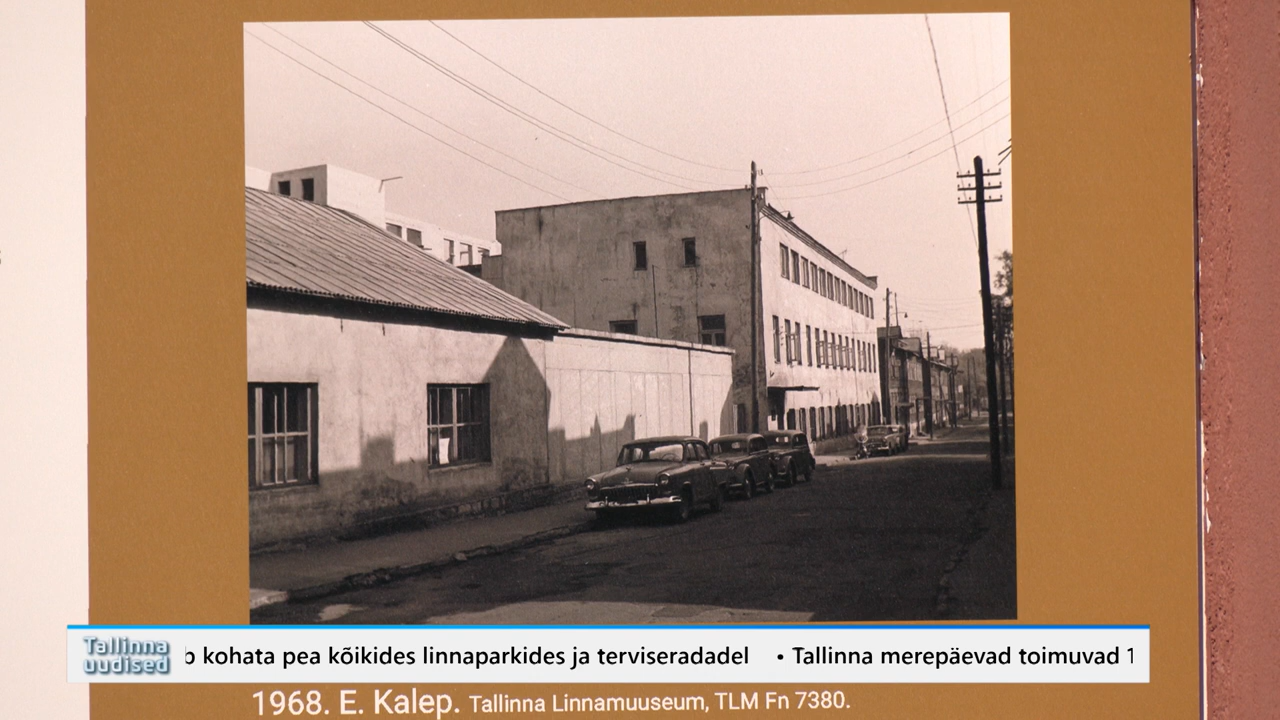 Tallinna
uudised
b kohata pea kõikides linnaparkides ja terviseradadel • Tallinna merepäevad toimuvad 1
1968. E. Kalep. Tallinna Linnamuuseum, TLM Fn 7380.